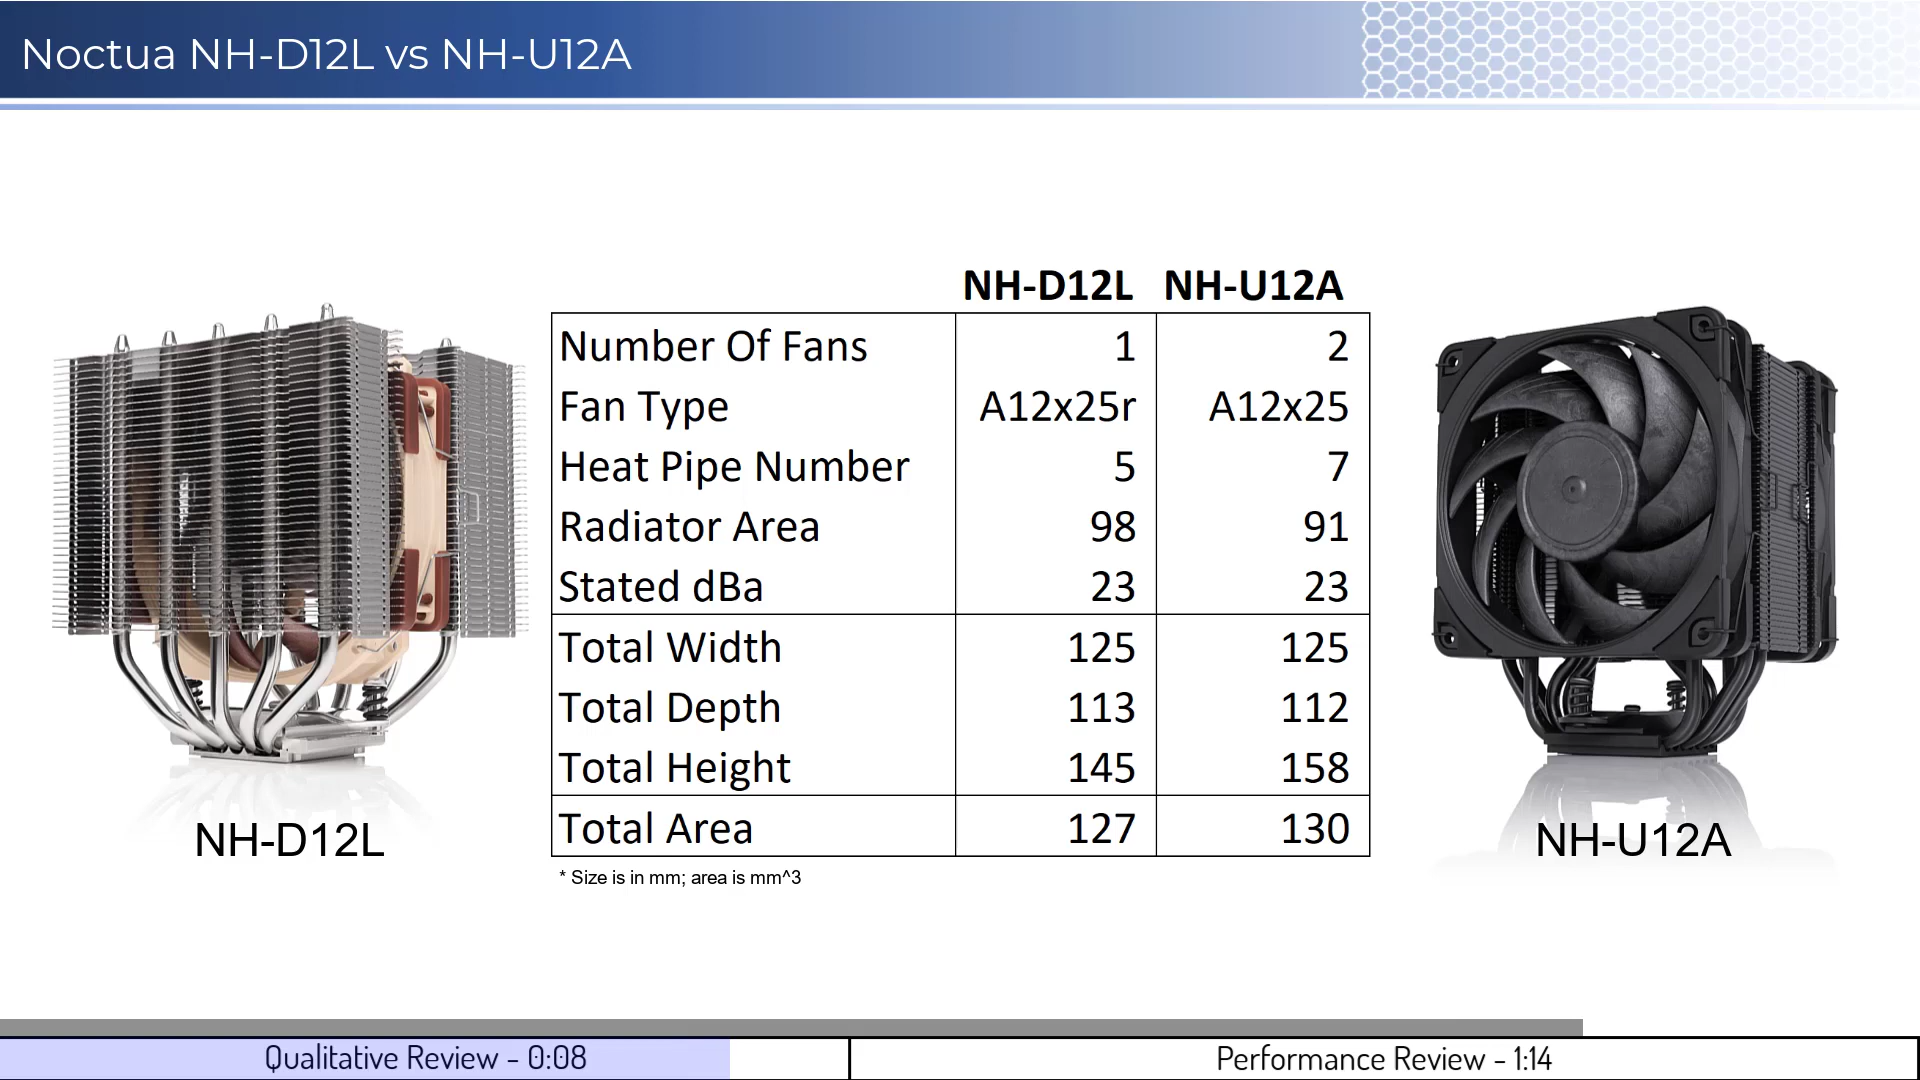 Noctua NH-D12L vs NH-U12A
NH-D12L NH-U12A
Number Of Fans 1 2
Fan Type A12x25r A12x25
Heat Pipe Number 5 7
Radiator Area 98 91
Stated dBa 23 23
Total Width 125 125
Total Depth 113 112
Total Height 145 158
Total Area 127 130
* Size is in mm; area is mm^3
NH-D12L
NH-U12A
Qualitative Review - 0:08
Performance Review - 1:14